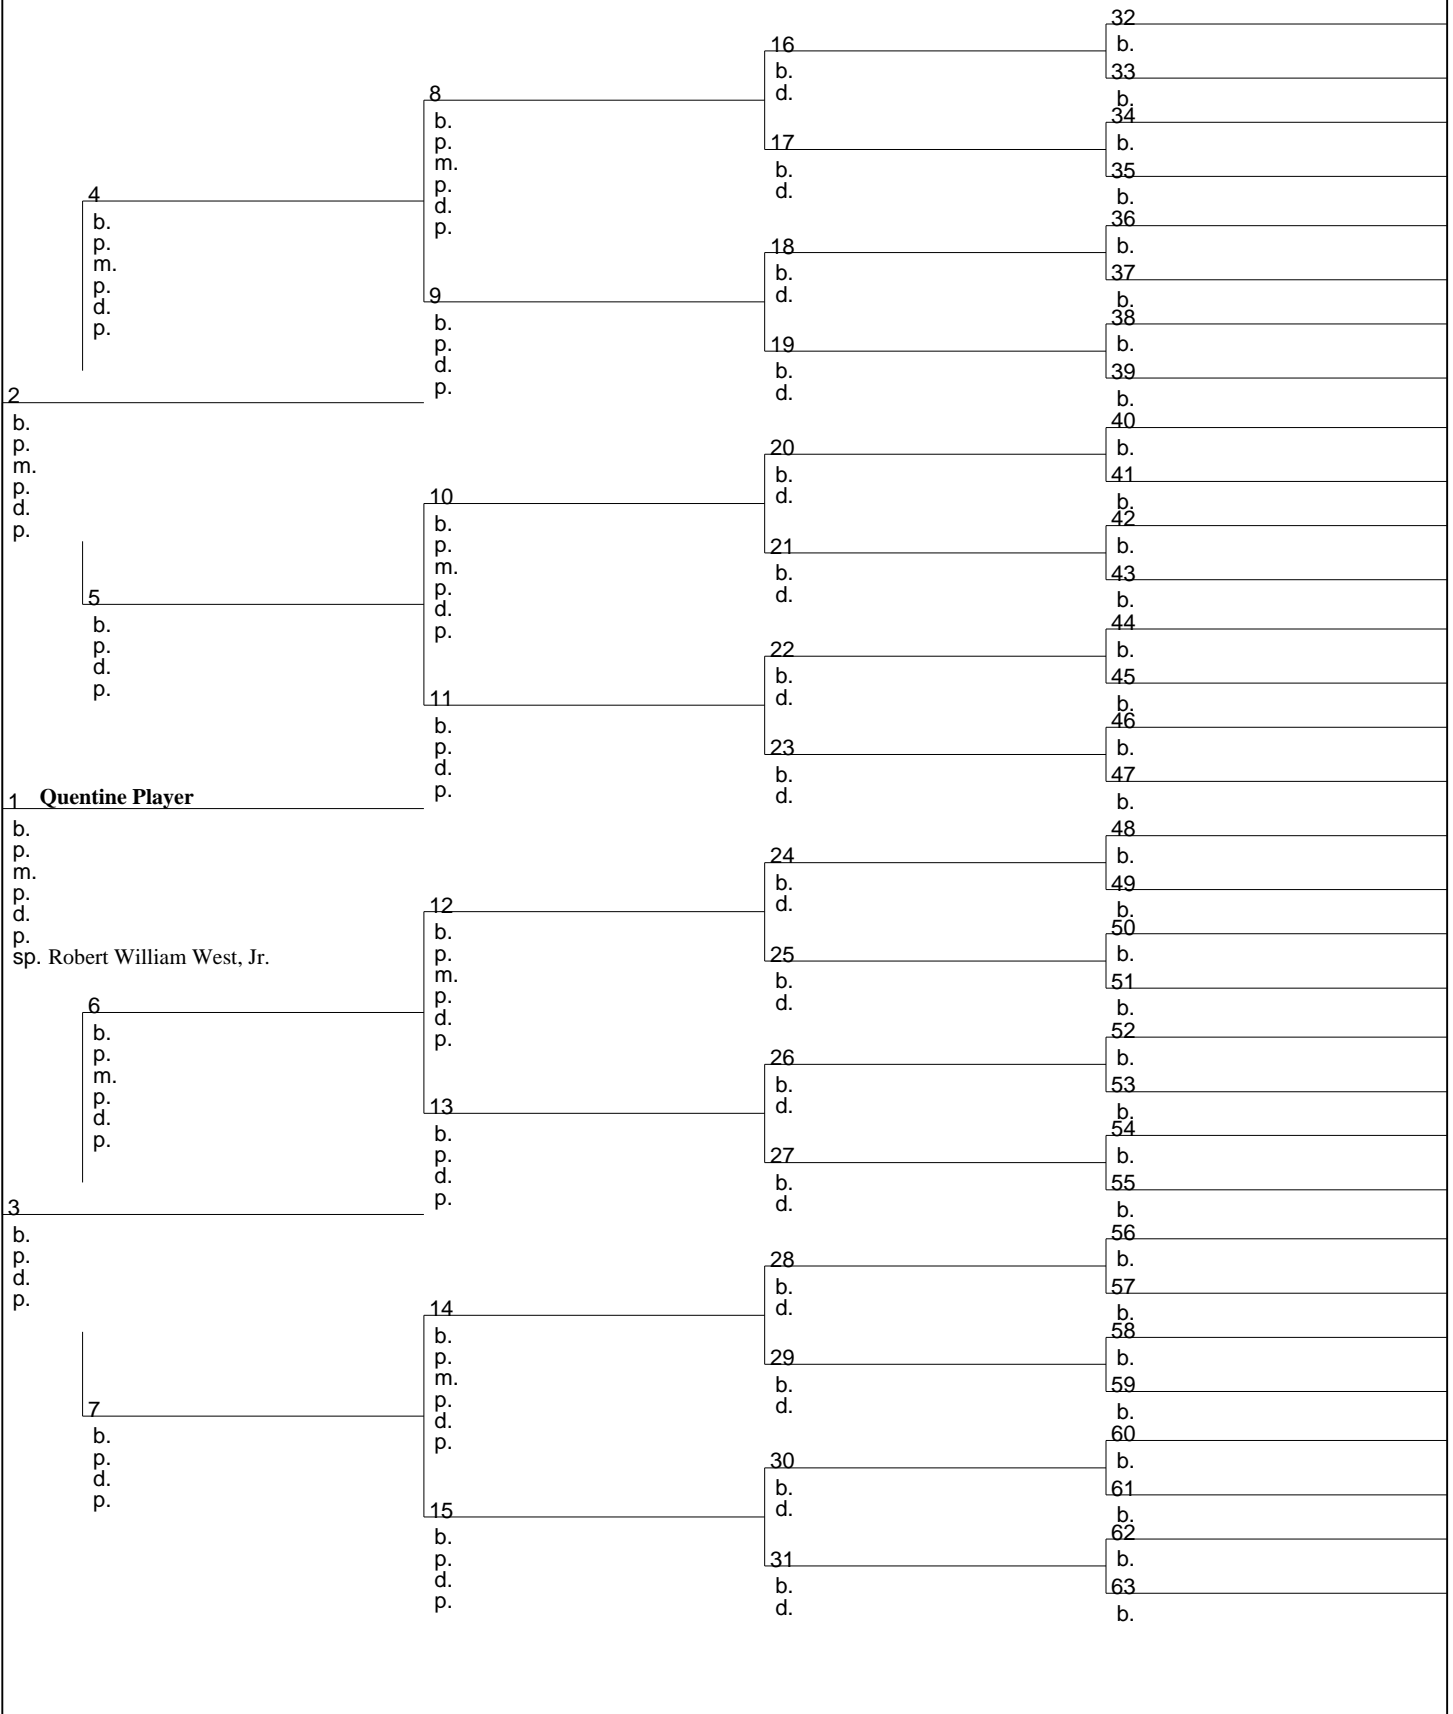 2
b.
p.
m.
p.
d.
p.
1 Quentine Player
b.
p.
m.
p.
d.
p.
sp. Robert William West, Jr.
3
b.
p.
d.
p.
4
b.
p.
m.
p.
d.
p.
5
b.
p.
d.
p.
6
b.
p.
m.
p.
d.
p.
7
b.
p.
d.
p.
8
b.
p.
m.
p.
d.
p.
9
b.
p.
d.
p.
10
b.
p.
m.
p.
d.
p.
11
b.
p.
d.
p.
12
b.
p.
m.
p.
d.
p.
13
b.
p.
d.
p.
14
b.
p.
m.
p.
d.
p.
15
b.
p.
d.
p.
16
b.
d.
17
b.
d.
18
b.
d.
19
b.
d.
20
b.
d.
21
b.
d.
22
b.
d.
23
b.
d.
24
b.
d.
25
b.
d.
26
b.
d.
27
b.
d.
28
b.
d.
29
b.
d.
30
b.
d.
31
b.
d.
32
b.
33
b.
34
b.
35
b.
36
b.
37
b.
38
b.
39
b.
40
b.
41
b.
42
b.
43
b.
44
b.
45
b.
46
b.
47
b.
48
b.
49
b.
50
b.
51
b.
52
b.
53
b.
54
b.
55
b.
56
b.
57
b.
58
b.
59
b.
60
b.
61
b.
62
b.
63
b.